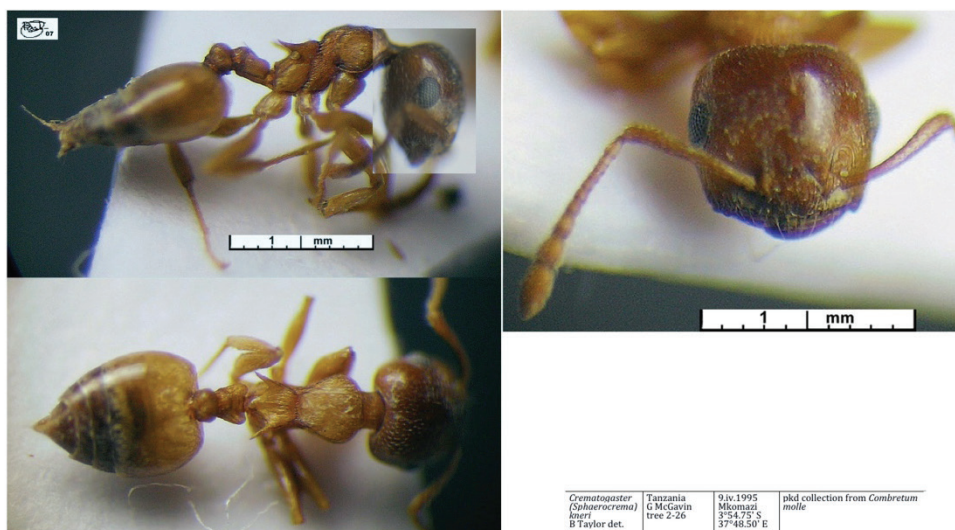 07
1 mm
1 mm
Crematogaster
(Sphaerocrema)
kneri
B Taylor det.
Tanzania
G McGavin
tree 2-26
9.iv.1995
Mkomazi
3°54.75' S
37°48.50' E
pkd collection from Combretum
molle